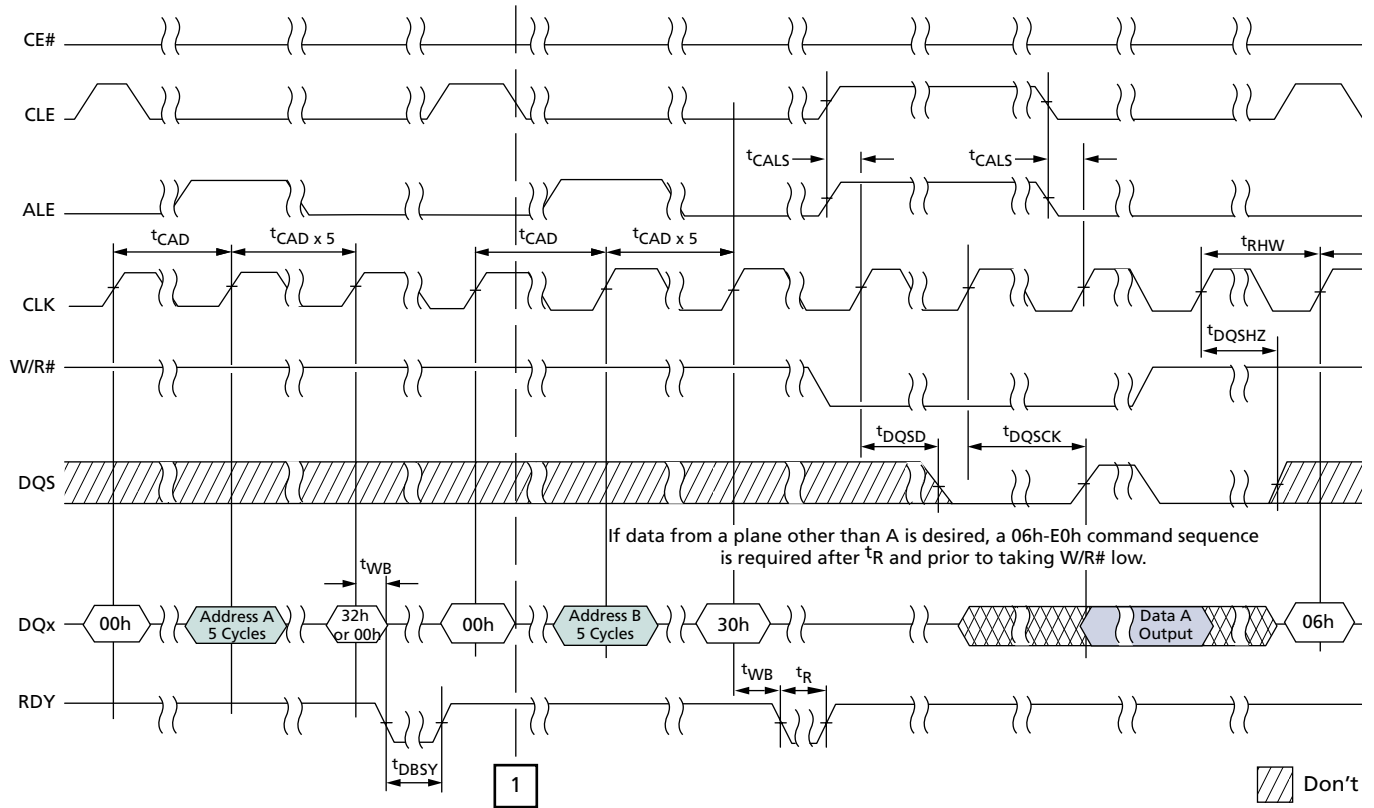 CE#
CLE
tCALS
tCALS
ALE
tCAD
tCAD x 5
tCAD
tCAD x 5
tRHW
CLK
tDQSHZ
W/R#
tDQSD
tDQSCK
DQS
If data from a plane other than A is desired, a 06h-E0h command sequence
is required after tR and prior to taking W/R# low.
tWB
DQx
00h
Address A
5 Cycles
32h
or 00h
00h
Address B
5 Cycles
30h
Data A
Output
06h
tWB
tR
RDY
tDBSY
1
Don't